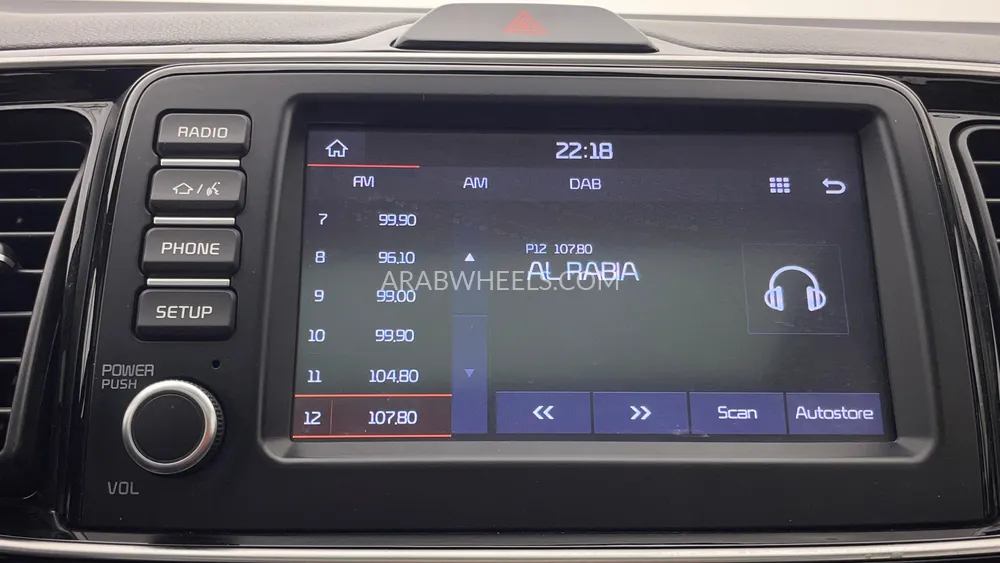 RADIO
PHONE
SETUP
POWER
PUSH
VOL
22:18
FM AM DAB
7 99.90
8 96.10
9 99.00
10 99.90
11 104.80
12 107.80
P12 107.80
AL RABIA
ARABWHEELS.COM
Scan
Autostore